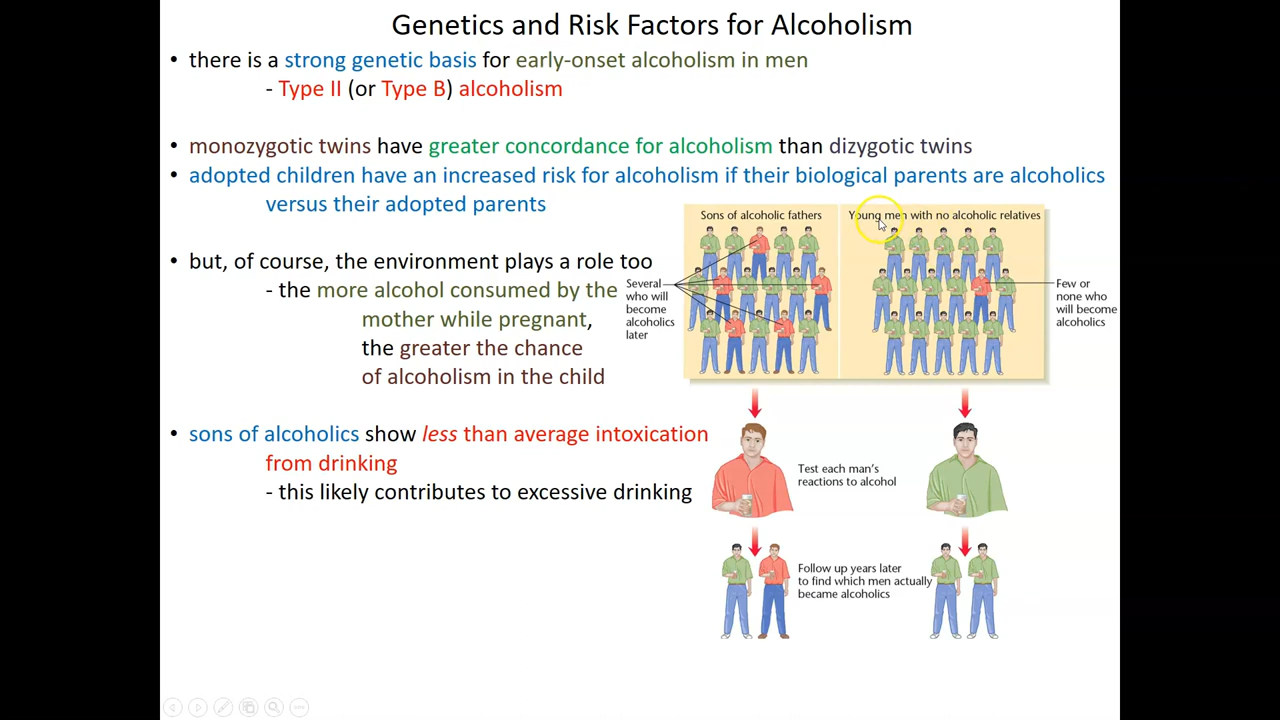 Genetics and Risk Factors for Alcoholism
• there is a strong genetic basis for early-onset alcoholism in men
- Type II (or Type B) alcoholism
• monozygotic twins have greater concordance for alcoholism than dizygotic twins
• adopted children have an increased risk for alcoholism if their biological parents are alcoholics
versus their adopted parents
• but, of course, the environment plays a role too
- the more alcohol consumed by the
mother while pregnant,
the greater the chance
of alcoholism in the child
• sons of alcoholics show less than average intoxication
from drinking
- this likely contributes to excessive drinking
Sons of alcoholic fathers
Young men with no alcoholic relatives
Several
who will
become
alcoholics
later
Few or
none who
will become
alcoholics
Test each man's
reactions to alcohol
Follow up years later
to find which men actually
became alcoholics